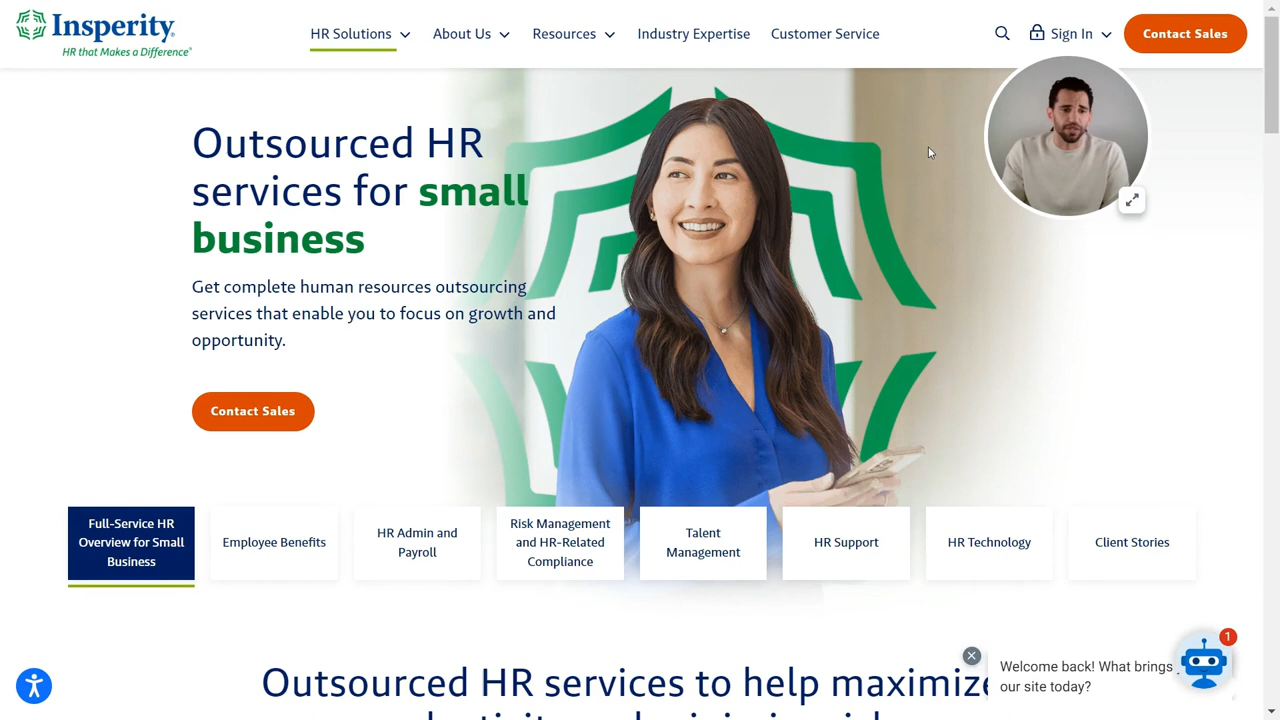 Insperity
HR that Makes a Difference®
HR Solutions
About Us
Resources
Industry Expertise
Customer Service
Sign In
Contact Sales
Outsourced HR
services for small
business
Get complete human resources outsourcing
services that enable you to focus on growth and
opportunity.
Contact Sales
Full-Service HR
Overview for Small
Business
Employee Benefits
HR Admin and
Payroll
Risk Management
and HR-Related
Compliance
Talent
Management
HR Support
HR Technology
Client Stories
Outsourced HR services to help maximize
1
Welcome back! What brings
our site today?